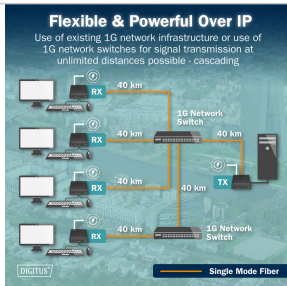 Flexible & Powerful Over IP
Use of existing 1G network infrastructure or use of
1G network switches for signal transmission at
unlimited distances possible - cascading
40 km
RX
1G Network
Switch
40 km
RX
40 km
TX
40 km
RX
40 km
40 km
RX
1G Network
Switch
DIGITUS
Single Mode Fiber